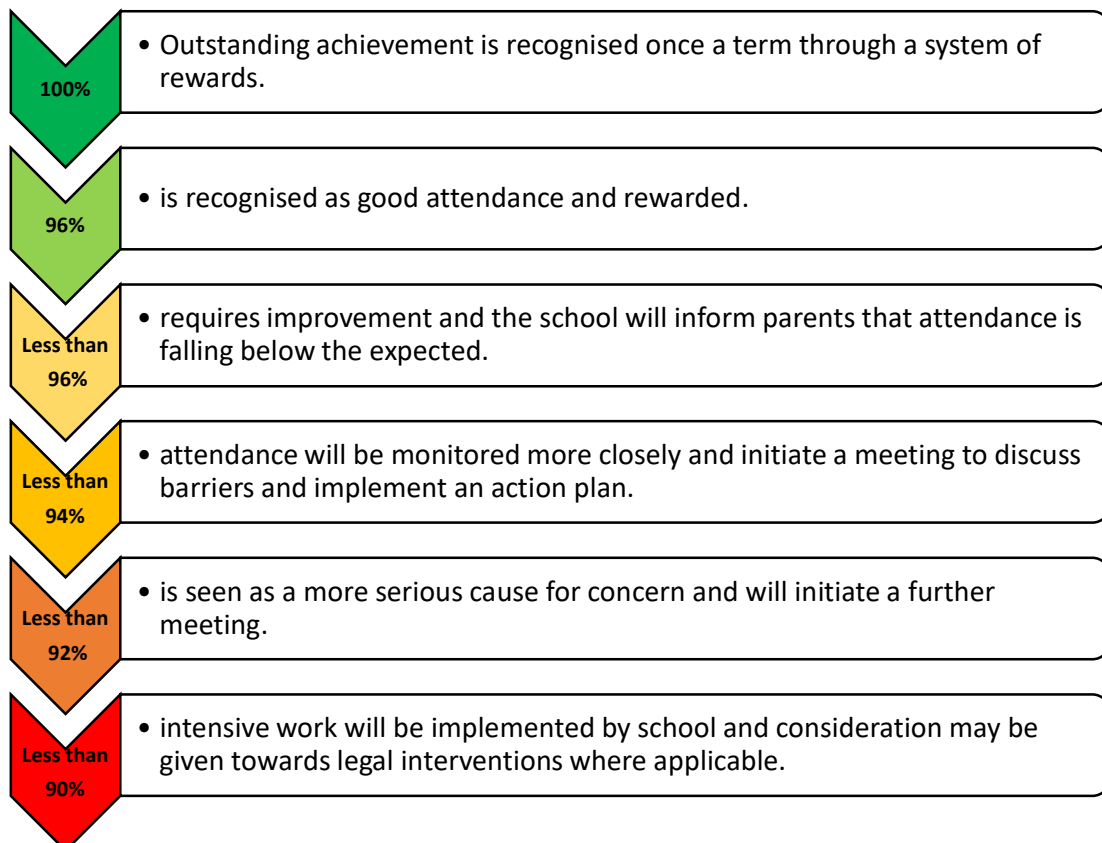 100%
• Outstanding achievement is recognised once a term through a system of
rewards.
96%
• is recognised as good attendance and rewarded.
Less than
96%
• requires improvement and the school will inform parents that attendance is
falling below the expected.
Less than
94%
• attendance will be monitored more closely and initiate a meeting to discuss
barriers and implement an action plan.
Less than
92%
• is seen as a more serious cause for concern and will initiate a further
meeting.
Less than
90%
• intensive work will be implemented by school and consideration may be
given towards legal interventions where applicable.